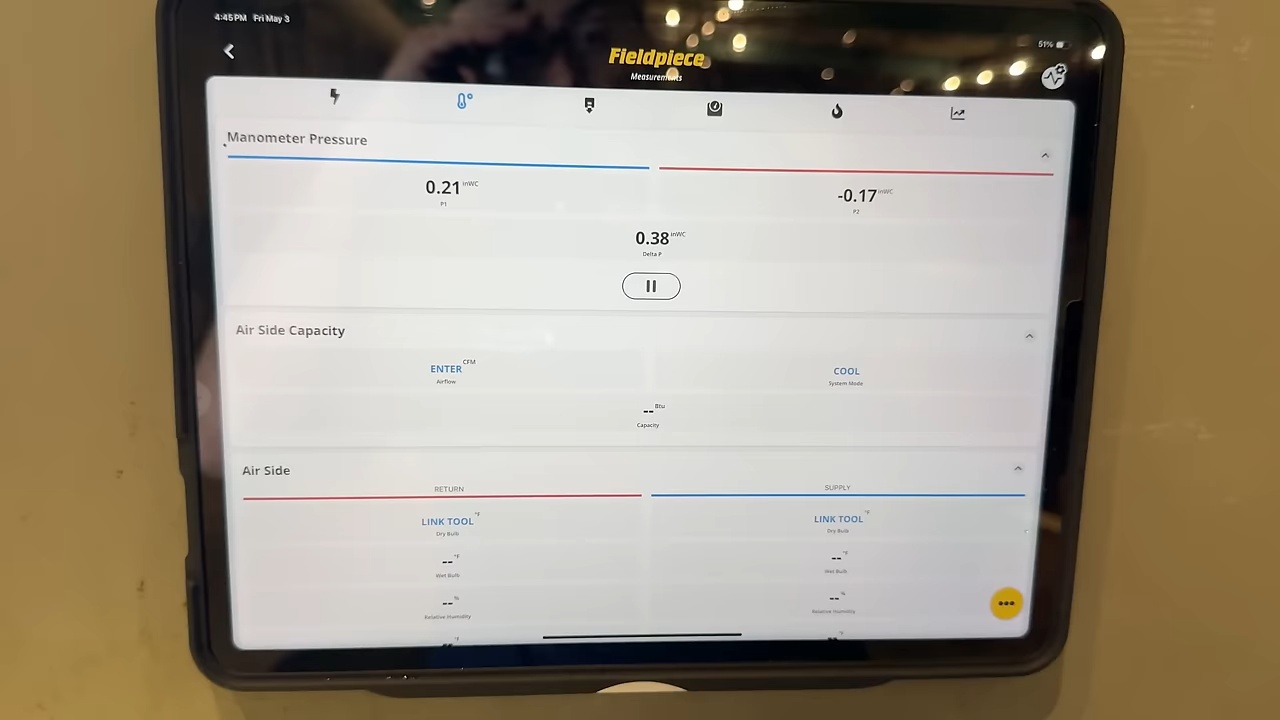 4:45 PM Fri May 3
51%
Fieldpiece
Measurements
Manometer Pressure
0.21 inWC
P1
-0.17 inWC
P2
0.38 inWC
Delta P
Air Side Capacity
ENTER CFM
Airflow
COOL
System Mode
-- Btu
Capacity
Air Side
RETURN
SUPPLY
LINK TOOL °F
Dry Bulb
LINK TOOL °F
Dry Bulb
-- °F
Wet Bulb
-- °F
Wet Bulb
-- %
Relative Humidity
-- %
Relative Humidity
-- °F
-- °F